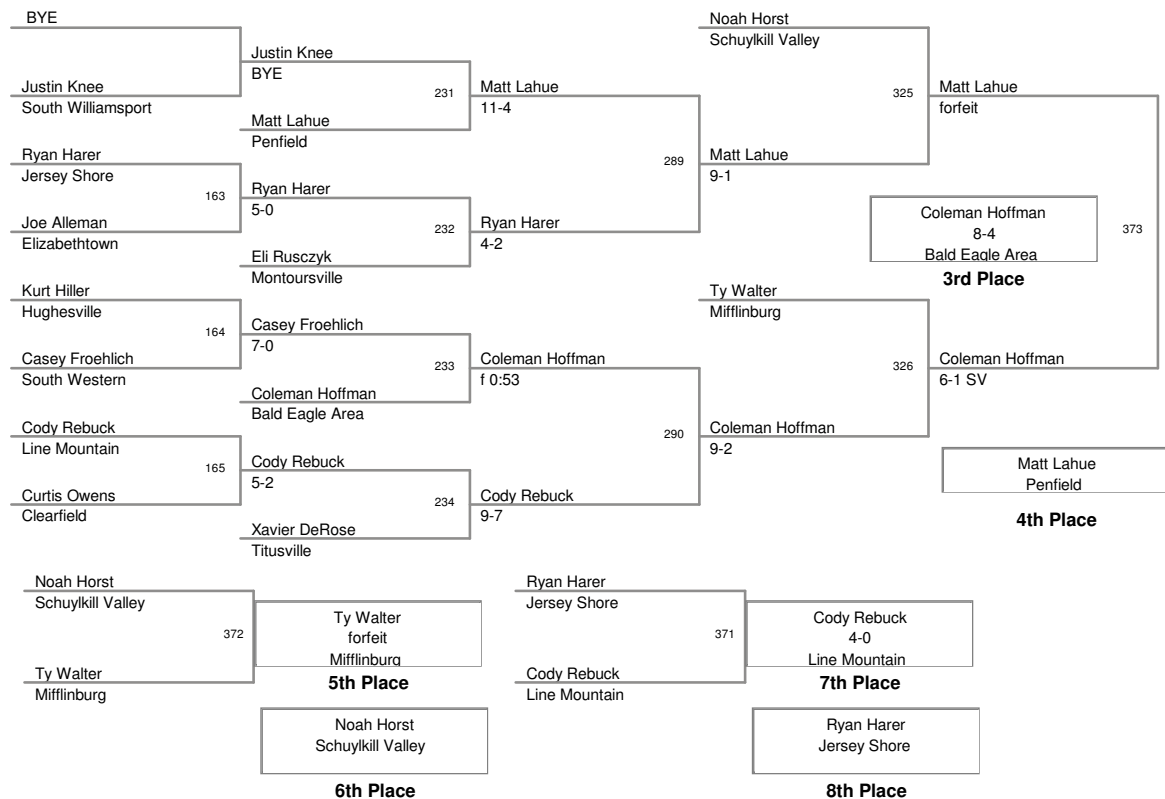 BYE
Justin Knee
South Williamsport
Ryan Harer
Jersey Shore
163
Joe Alleman
Elizabethtown
Kurt Hiller
Hughesville
164
Casey Froehlich
South Western
Cody Rebuck
Line Mountain
165
Curtis Owens
Clearfield
Justin Knee
BYE
231
Matt Lahue
Penfield
Ryan Harer
5-0
232
Eli Rusczyk
Montoursville
Casey Froehlich
7-0
233
Coleman Hoffman
Bald Eagle Area
Cody Rebuck
5-2
234
Xavier DeRose
Titusville
Matt Lahue
11-4
289
Ryan Harer
4-2
Coleman Hoffman
f 0:53
290
Cody Rebuck
9-7
Noah Horst
Schuylkill Valley
325
Matt Lahue
9-1
Ty Walter
Mifflinburg
326
Coleman Hoffman
9-2
Matt Lahue
forfeit
373
Coleman Hoffman
6-1 SV
Coleman Hoffman
8-4
Bald Eagle Area
3rd Place
Matt Lahue
Penfield
4th Place
Noah Horst
Schuylkill Valley
372
Ty Walter
Mifflinburg
Ty Walter
forfeit
Mifflinburg
5th Place
Noah Horst
Schuylkill Valley
6th Place
Ryan Harer
Jersey Shore
371
Cody Rebuck
Line Mountain
Cody Rebuck
4-0
Line Mountain
7th Place
Ryan Harer
Jersey Shore
8th Place